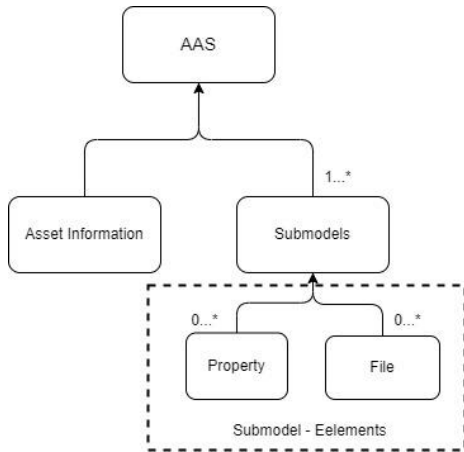 AAS
1...*
Asset Information
Submodels
0...*
0...*
Property
File
Submodel - Eelements